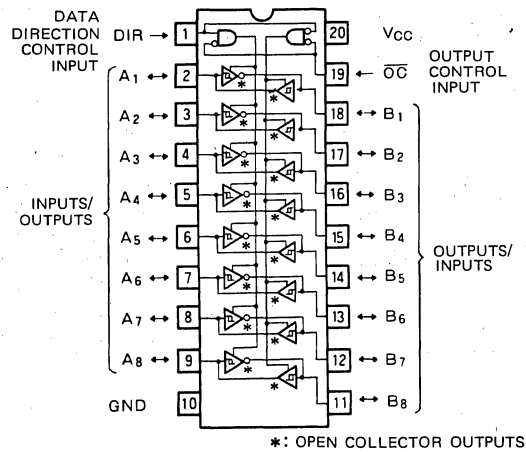 DATA
DIRECTION
CONTROL
INPUT
DIR → 1
20 VCC
19 ← OC
OUTPUT
CONTROL
INPUT
A1 ↔ 2
18 ↔ B1
A2 ↔ 3
17 ↔ B2
A3 ↔ 4
16 ↔ B3
INPUTS/
OUTPUTS
A4 ↔ 5
15 ↔ B4
A5 ↔ 6
14 ↔ B5
OUTPUTS/
INPUTS
A6 ↔ 7
13 ↔ B6
A7 ↔ 8
12 ↔ B7
A8 ↔ 9
11 ↔ B8
GND 10
*: OPEN COLLECTOR OUTPUTS